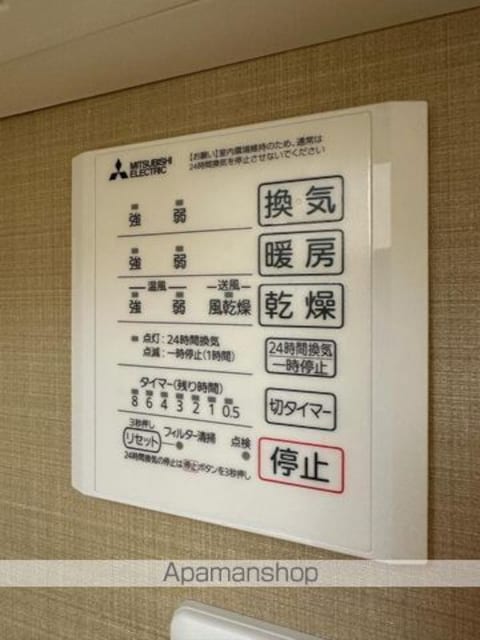 MITSUBISHI
ELECTRIC
【お願い】室内環境維持のため、通常は
24時間換気を停止させないでください
強 弱 換気
強 弱 暖房
温風 送風
強 弱 風乾燥 乾燥
点灯:24時間換気
点滅:一時停止(1時間)
24時間換気
一時停止
タイマー(残り時間)
8 6 4 3 2 1 0.5
切タイマー
3秒押し
リセット フィルター清掃 点検
24時間換気の停止は停止ボタンを3秒押し
停止
Apamanshop